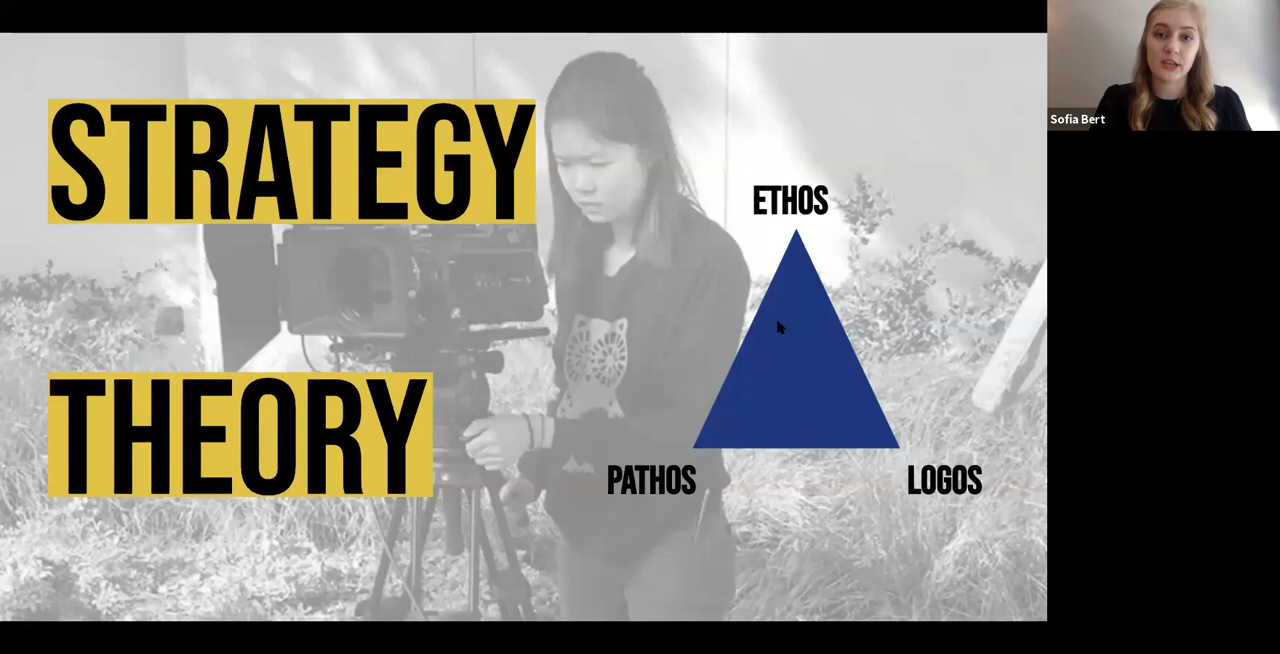 STRATEGY
ETHOS
THEORY
PATHOS
LOGOS
Sofia Bert